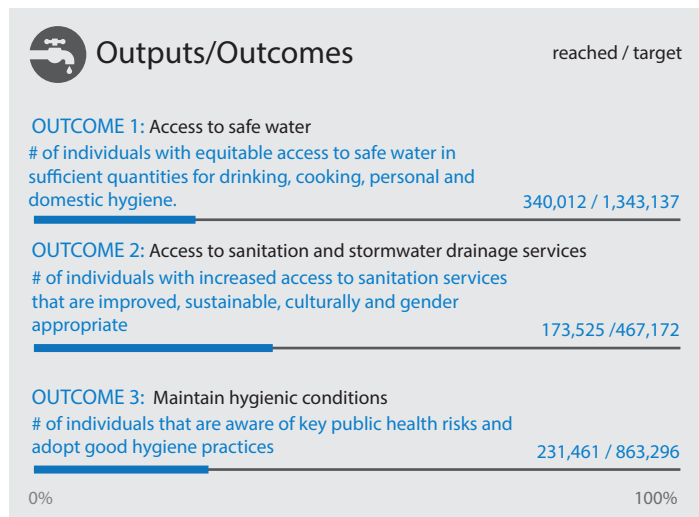 Outputs/Outcomes
reached / target
OUTCOME 1: Access to safe water
# of individuals with equitable access to safe water in
sufficient quantities for drinking, cooking, personal and
domestic hygiene.
340,012 / 1,343,137
OUTCOME 2: Access to sanitation and stormwater drainage services
# of individuals with increased access to sanitation services
that are improved, sustainable, culturally and gender
appropriate
173,525 /467,172
OUTCOME 3: Maintain hygienic conditions
# of individuals that are aware of key public health risks and
adopt good hygiene practices
231,461 / 863,296
0%
100%